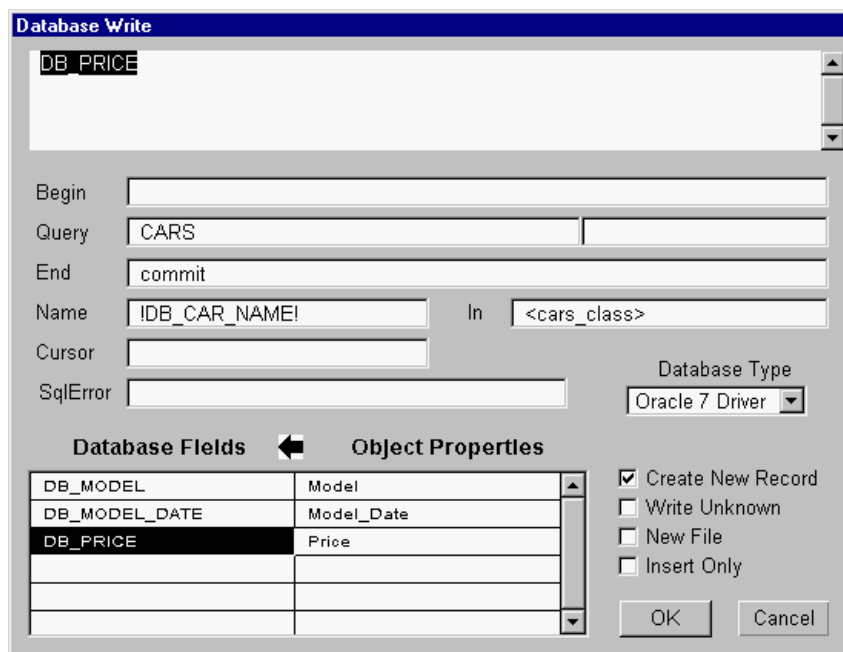 Database Write
DB_PRICE
Begin
Query CARS
End commit
Name !DB_CAR_NAME! In <cars_class>
Cursor
Database Type
SqlError
Oracle 7 Driver
Database Fields Object Properties
DB_MODEL Model
DB_MODEL_DATE Model_Date
DB_PRICE Price
Create New Record
Write Unknown
New File
Insert Only
OK Cancel